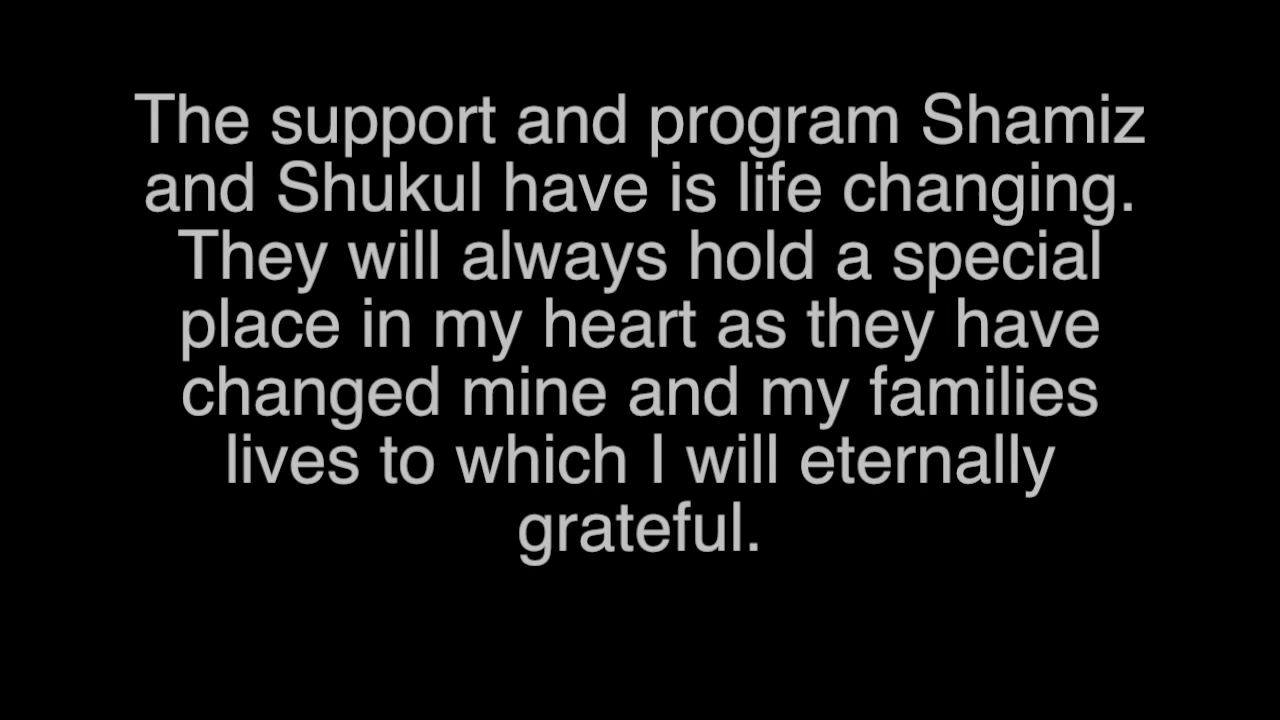 The support and program Shamiz
and Shukul have is life changing.
They will always hold a special
place in my heart as they have
changed mine and my families
lives to which I will eternally
grateful.